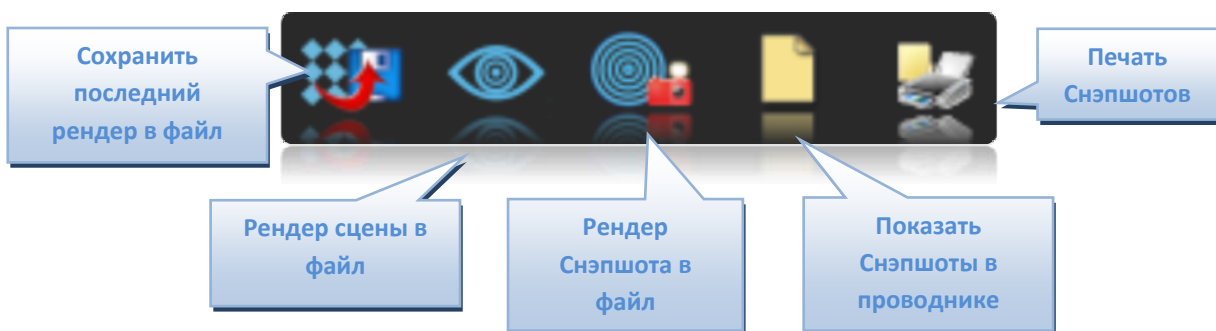 Сохранить
последний
рендер в файл
Печать
Снэпшотов
Рендер сцены в
файл
Рендер
Снэпшота в
файл
Показать
Снэпшоты в
проводнике